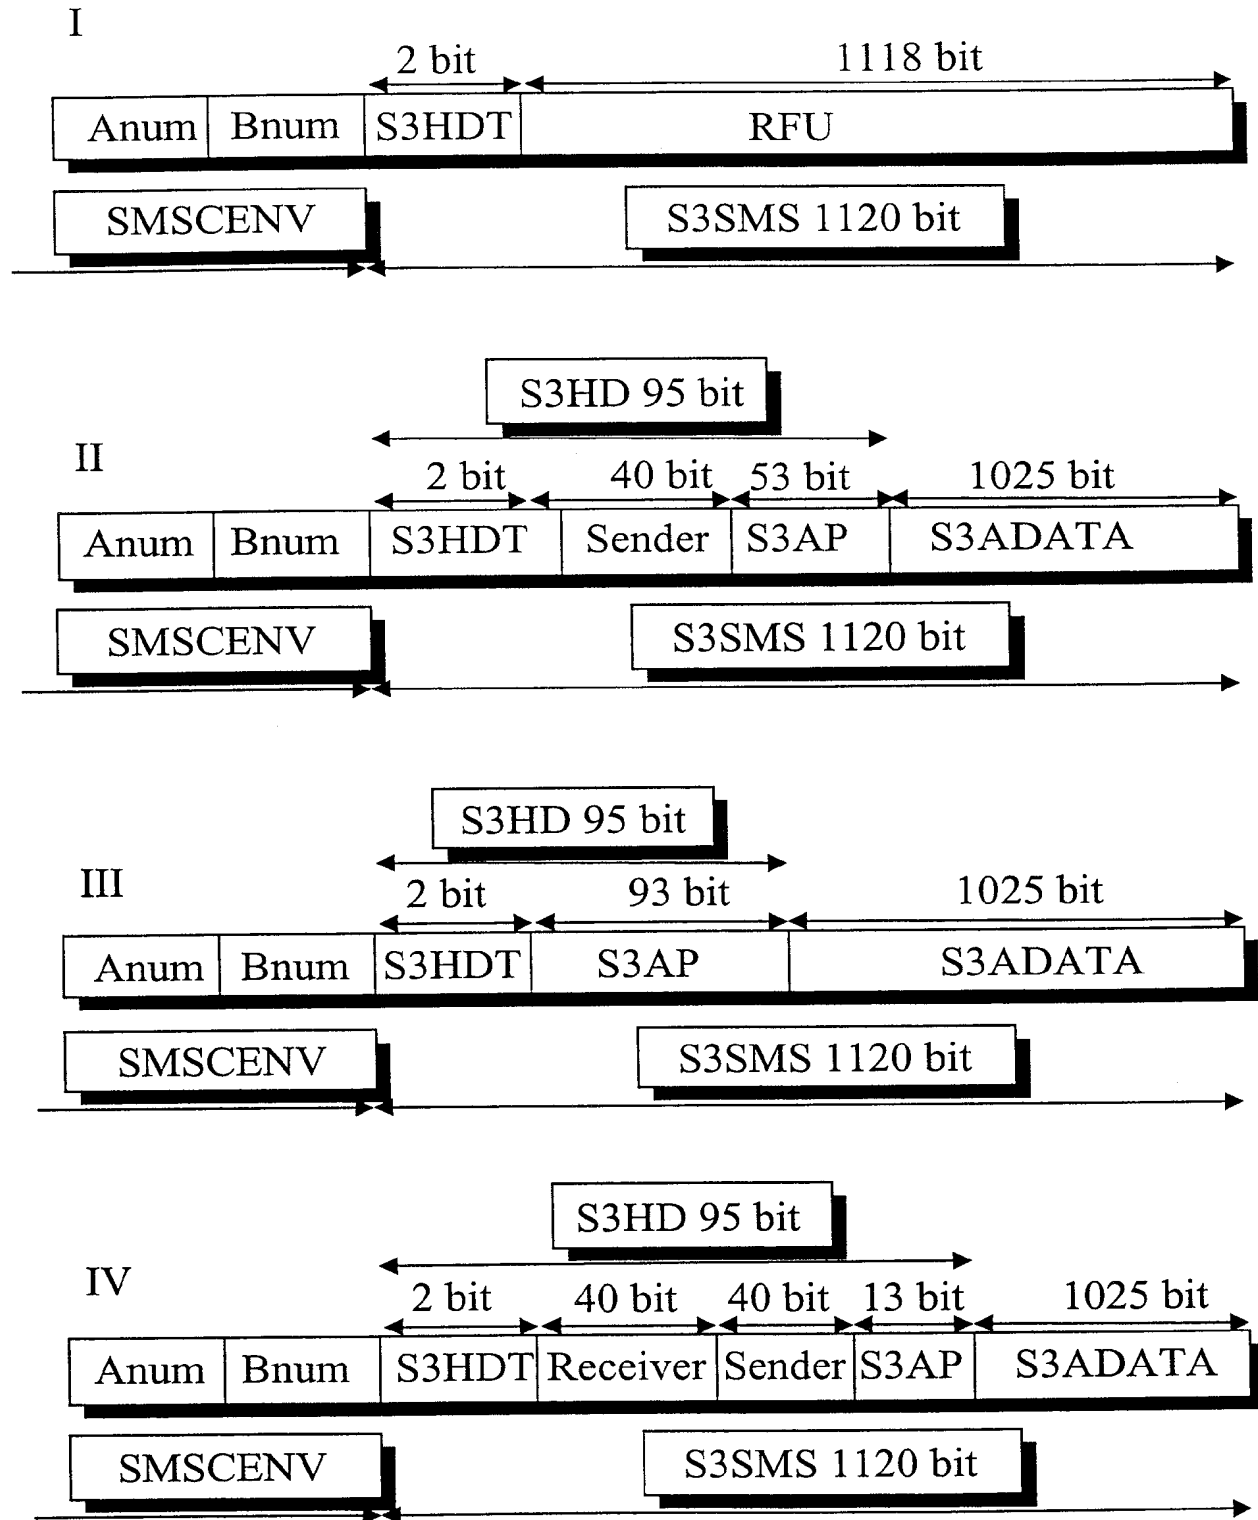 I
2 bit 1118 bit
Anum Bnum S3HDT RFU
SMSCENV S3SMS 1120 bit
S3HD 95 bit
II
2 bit 40 bit 53 bit 1025 bit
Anum Bnum S3HDT Sender S3AP S3ADATA
SMSCENV S3SMS 1120 bit
S3HD 95 bit
III
2 bit 93 bit 1025 bit
Anum Bnum S3HDT S3AP S3ADATA
SMSCENV S3SMS 1120 bit
S3HD 95 bit
IV
2 bit 40 bit 40 bit 13 bit 1025 bit
Anum Bnum S3HDT Receiver Sender S3AP S3ADATA
SMSCENV S3SMS 1120 bit